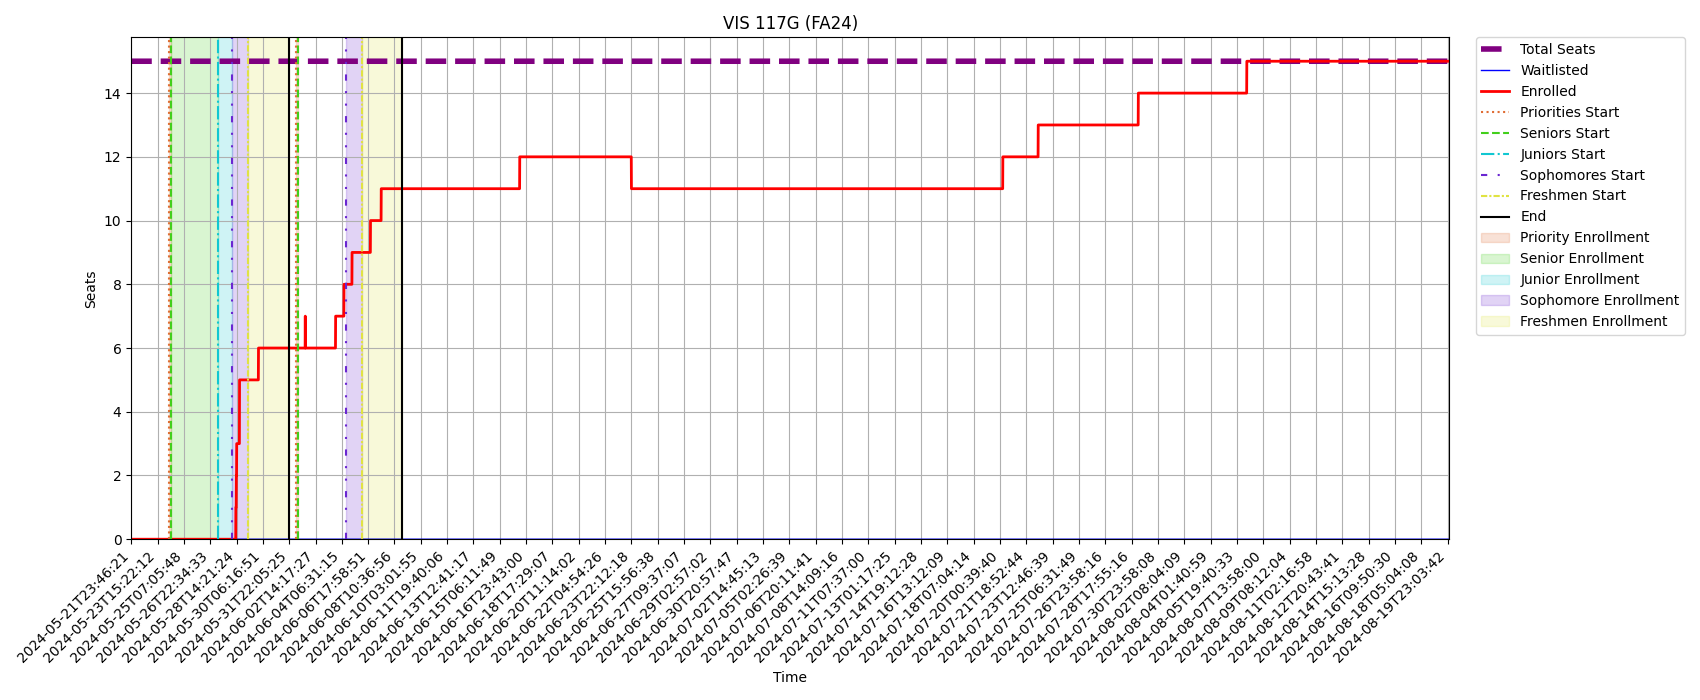 VIS 117G (FA24)
Total Seats
Waitlisted
Enrolled
Priorities Start
Seniors Start
Juniors Start
Sophomores Start
Freshmen Start
End
Priority Enrollment
Senior Enrollment
Junior Enrollment
Sophomore Enrollment
Freshmen Enrollment
Seats
14
12
10
8
6
4
2
0
2024-05-21T23:46:21
2024-05-23T15:22:12
2024-05-25T07:05:48
2024-05-26T22:34:33
2024-05-28T14:21:24
2024-05-30T06:16:51
2024-05-31T22:05:25
2024-06-02T14:17:27
2024-06-04T06:31:15
2024-06-06T17:58:51
2024-06-08T10:36:56
2024-06-10T03:01:55
2024-06-11T19:40:06
2024-06-13T12:41:17
2024-06-15T06:11:49
2024-06-16T23:43:00
2024-06-18T17:29:07
2024-06-20T11:14:02
2024-06-22T04:54:26
2024-06-23T22:12:18
2024-06-25T15:56:38
2024-06-27T09:37:07
2024-06-29T02:57:02
2024-06-30T20:57:47
2024-07-02T14:45:13
2024-07-05T02:26:39
2024-07-06T20:11:41
2024-07-08T14:09:16
2024-07-11T07:37:00
2024-07-13T01:17:25
2024-07-14T19:12:28
2024-07-16T13:12:09
2024-07-18T07:04:14
2024-07-20T00:39:40
2024-07-21T18:52:44
2024-07-23T12:46:39
2024-07-25T06:31:49
2024-07-26T23:58:16
2024-07-28T17:55:16
2024-07-30T23:58:08
2024-08-02T08:04:09
2024-08-04T01:40:59
2024-08-05T19:40:33
2024-08-07T13:58:00
2024-08-09T08:12:04
2024-08-11T02:16:58
2024-08-12T20:43:41
2024-08-14T15:13:28
2024-08-16T09:50:30
2024-08-18T05:04:08
2024-08-19T23:03:42
Time